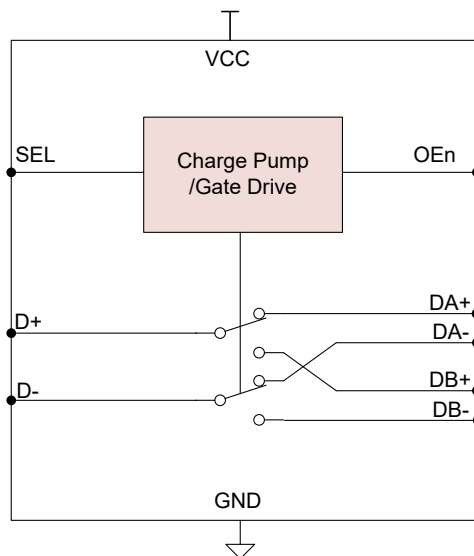 VCC
SEL
Charge Pump
/Gate Drive
OEn
D+
DA+
DA-
D-
DB+
DB-
GND